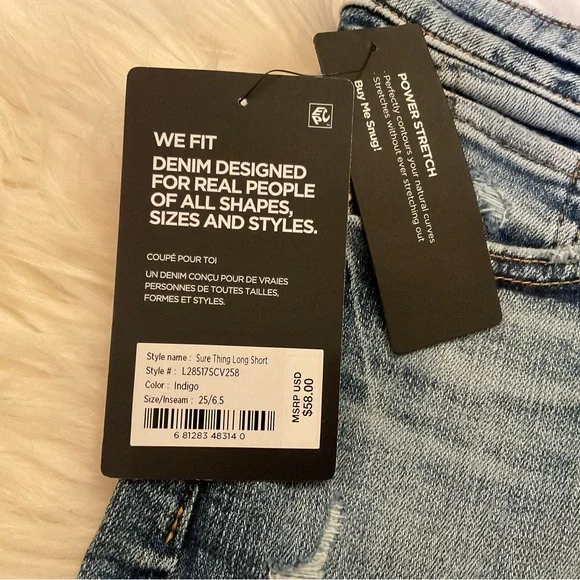 WE FIT
DENIM DESIGNED
FOR REAL PEOPLE
OF ALL SHAPES,
SIZES AND STYLES.
COUPÉ POUR TOI
UN DENIM CONÇU POUR DE VRAIES
PERSONNES DE TOUTES TAILLES,
FORMES ET STYLES.
Style name : Sure Thing Long Short
Style # : L28517SCV258
Color : Indigo
Size/Inseam : 25/6.5
6 81283 48314 0
MSRP USD
$58.00
POWER STRETCH
Perfectly contours your natural curves
Stretches without ever stretching out
Buy Me Snug!